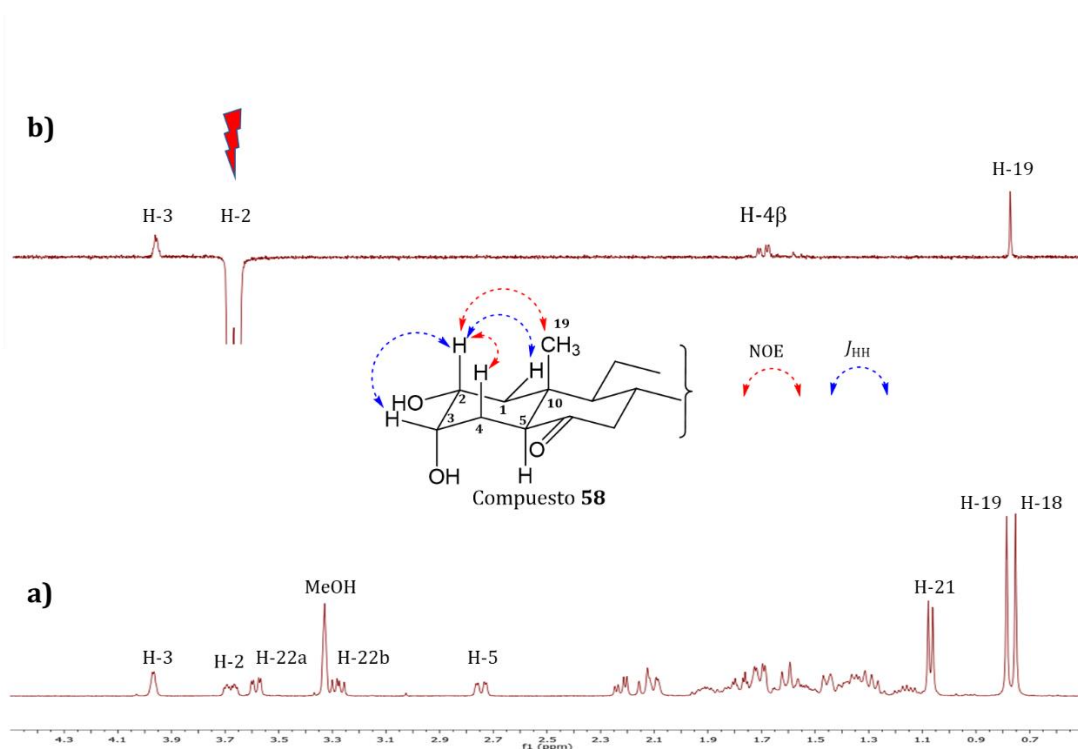 b)
H-3
H-2
H-4β
H-19
19
CH₃
H
H
H
HO
2
1
10
H
3
4
5
O
OH
H
NOE
J_HH
Compuesto 58
a)
H-3
H-2
H-22a
MeOH
H-22b
H-5
H-21
H-19
H-18
4.3 4.1 3.9 3.7 3.5 3.3 3.1 2.9 2.7 2.5 2.3 2.1 1.9 1.7 1.5 1.3 1.1 0.9 0.7
f1 (ppm)